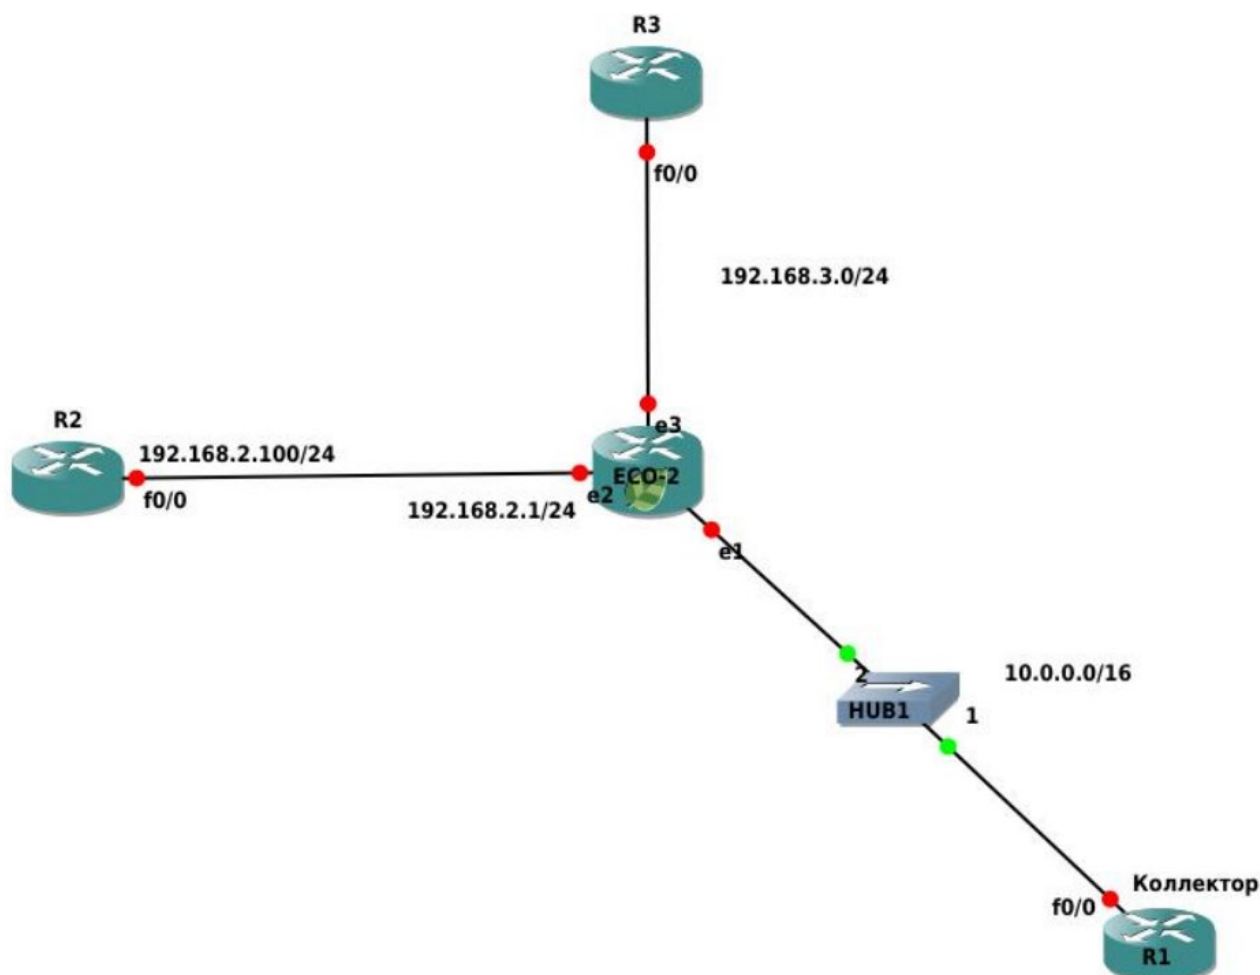 R3
f0/0
192.168.3.0/24
R2
192.168.2.100/24
f0/0
e3
ECO-2
e2
192.168.2.1/24
e1
2
10.0.0.0/16
HUB1
1
Коллектор
f0/0
R1